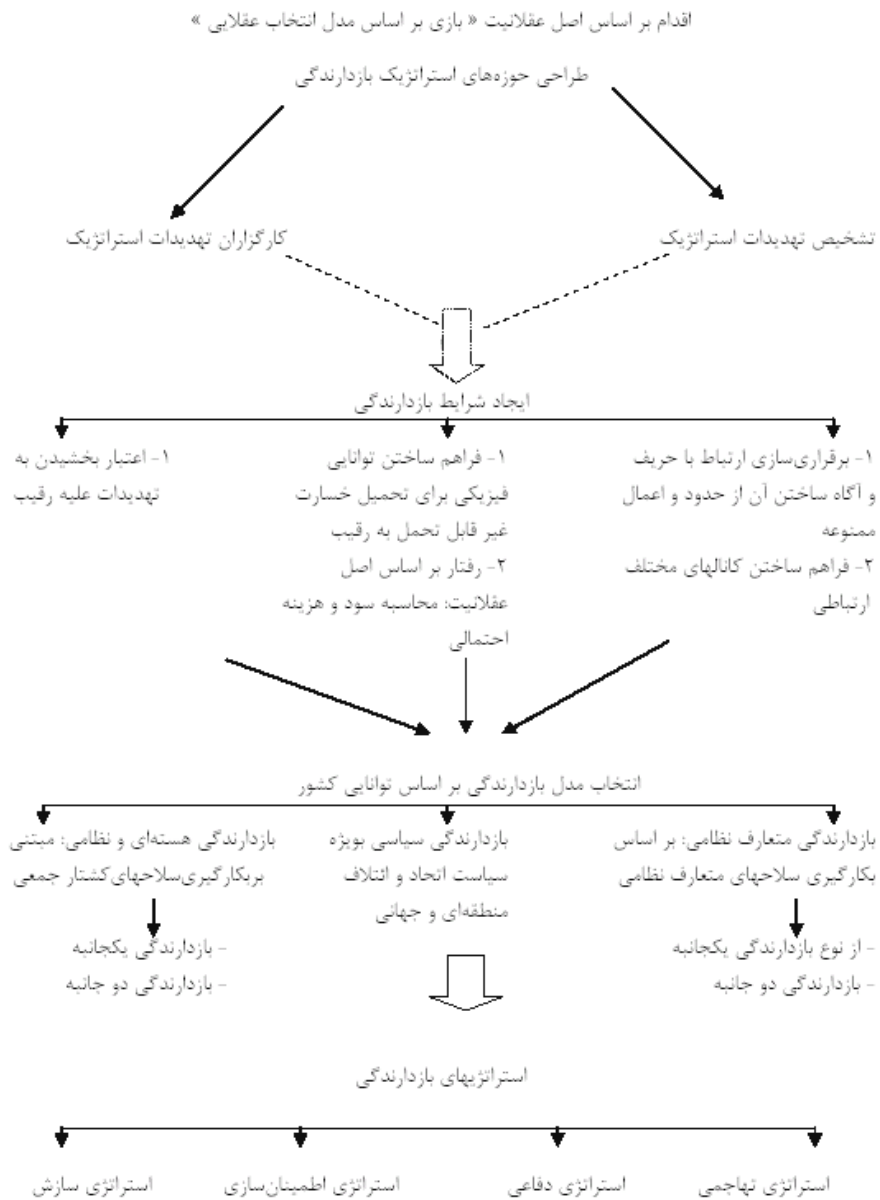 اقدام بر اساس اصل عقلانیت « بازی بر اساس مدل انتخاب عقلایی »
طراحی حوزه‌های استراتژیک بازدارندگی
تشخیص تهدیدات استراتژیک
کارگزاران تهدیدات استراتژیک
ایجاد شرایط بازدارندگی
۱- برقراری‌سازی ارتباط با حریف
و آگاه ساختن آن از حدود و اعمال
ممنوعه
۲- فراهم ساختن کانالهای مختلف
ارتباطی
۱- فراهم ساختن توانایی
فیزیکی برای تحمیل خسارت
غیر قابل تحمل به رقیب
۲- رفتار بر اساس اصل
عقلانیت: محاسبه سود و هزینه
احتمالی
۱- اعتبار بخشیدن به
تهدیدات علیه رقیب
انتخاب مدل بازدارندگی بر اساس توانایی کشور
بازدارندگی متعارف نظامی: بر اساس
بکارگیری سلاحهای متعارف نظامی
- از نوع بازدارندگی یکجانبه
- بازدارندگی دو جانبه
بازدارندگی سیاسی بویژه
سیاست اتحاد و ائتلاف
منطقه‌ای و جهانی
بازدارندگی هسته‌ای و نظامی: مبتنی
بربکارگیری‌سلاحهای‌کشتار جمعی
- بازدارندگی یکجانبه
- بازدارندگی دو جانبه
استراتژیهای بازدارندگی
استراتژی تهاجمی
استراتژی دفاعی
استراتژی اطمینان‌سازی
استراتژی سازش